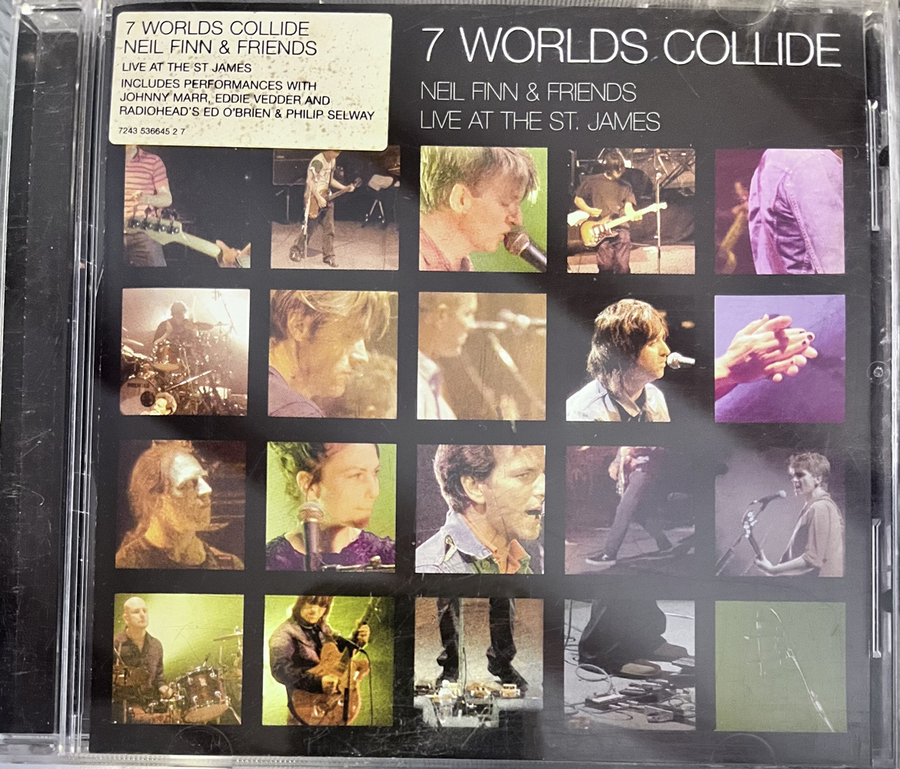 7 WORLDS COLLIDE
NEIL FINN & FRIENDS
LIVE AT THE ST JAMES
INCLUDES PERFORMANCES WITH
JOHNNY MARR, EDDIE VEDDER AND
RADIOHEAD'S ED O'BRIEN & PHILIP SELWAY
7243 536645 2 7
7 WORLDS COLLIDE
NEIL FINN & FRIENDS
LIVE AT THE ST. JAMES